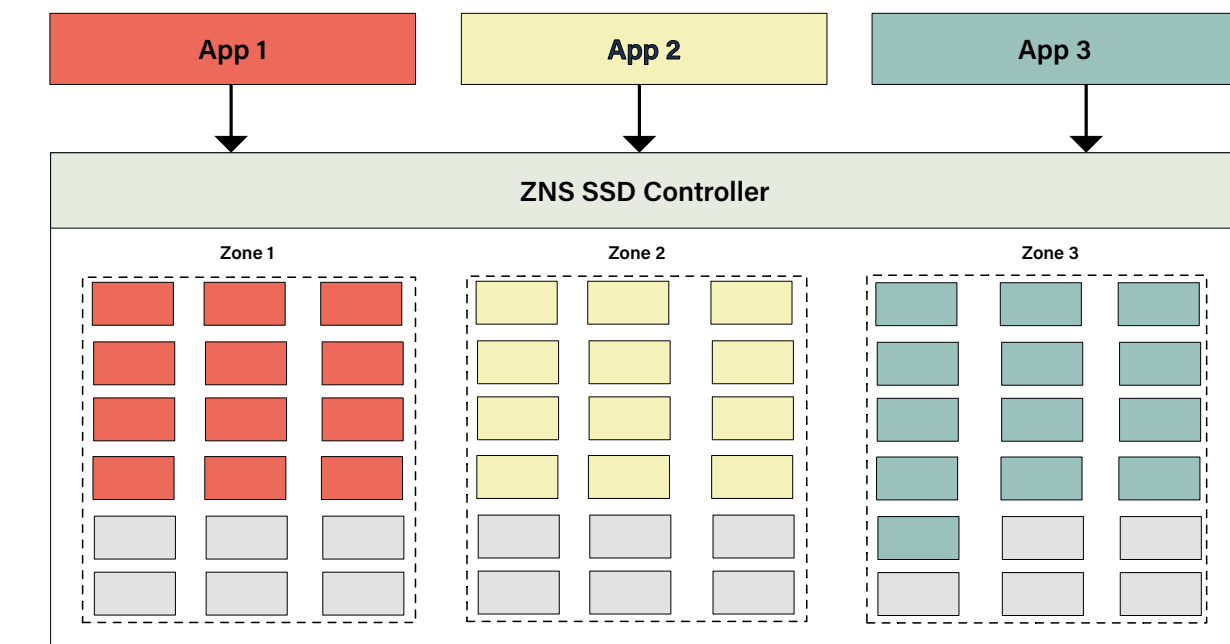 App 1
App 2
App 3
ZNS SSD Controller
Zone 1
Zone 2
Zone 3